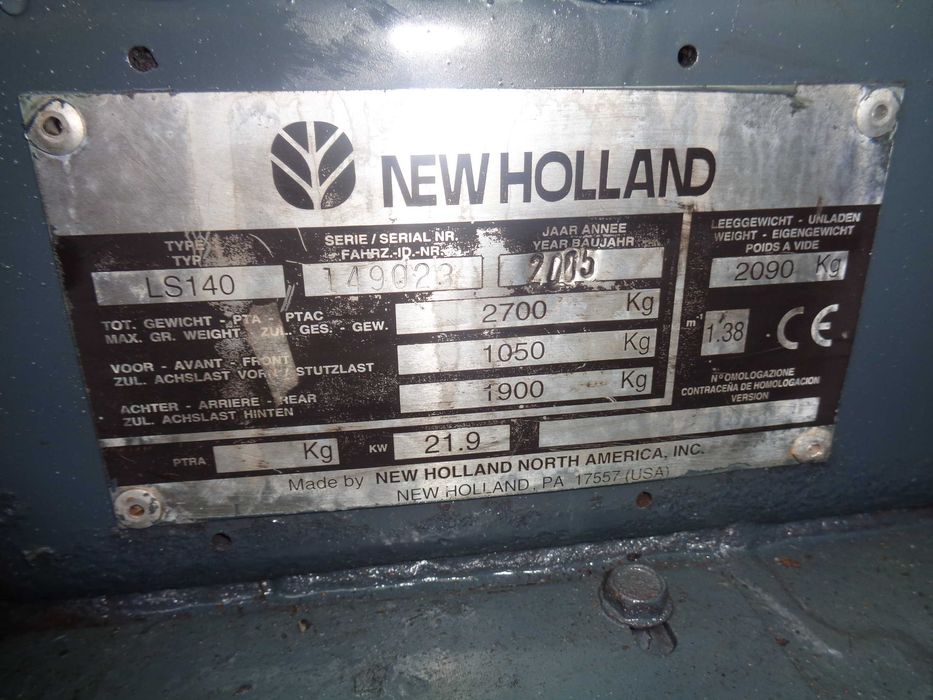 NEW HOLLAND
TYPE
TYP
LS140
SERIE / SERIAL NR.
FAHRZ.-ID-NR.
149023
JAAR ANNEE
YEAR BAUJAHR
2005
LEEGGEWICHT - UNLADEN
WEIGHT - EIGENGEWICHT
POIDS A VIDE
2090 Kg
TOT. GEWICHT - PTA - PTAC
MAX. GR. WEIGHT - ZUL. GES. - GEW.
2700 Kg
VOOR - AVANT - FRONT
ZUL. ACHSLAST VORN / STUTZLAST
1050 Kg
ACHTER - ARRIERE - REAR
ZUL. ACHSLAST HINTEN
1900 Kg
m⁻¹ 1.38 CE
N° OMOLOGAZIONE
CONTRACEÑA DE HOMOLOGACION
VERSION
PTRA Kg
KW 21.9
Made by NEW HOLLAND NORTH AMERICA, INC.
NEW HOLLAND, PA 17557 (USA)